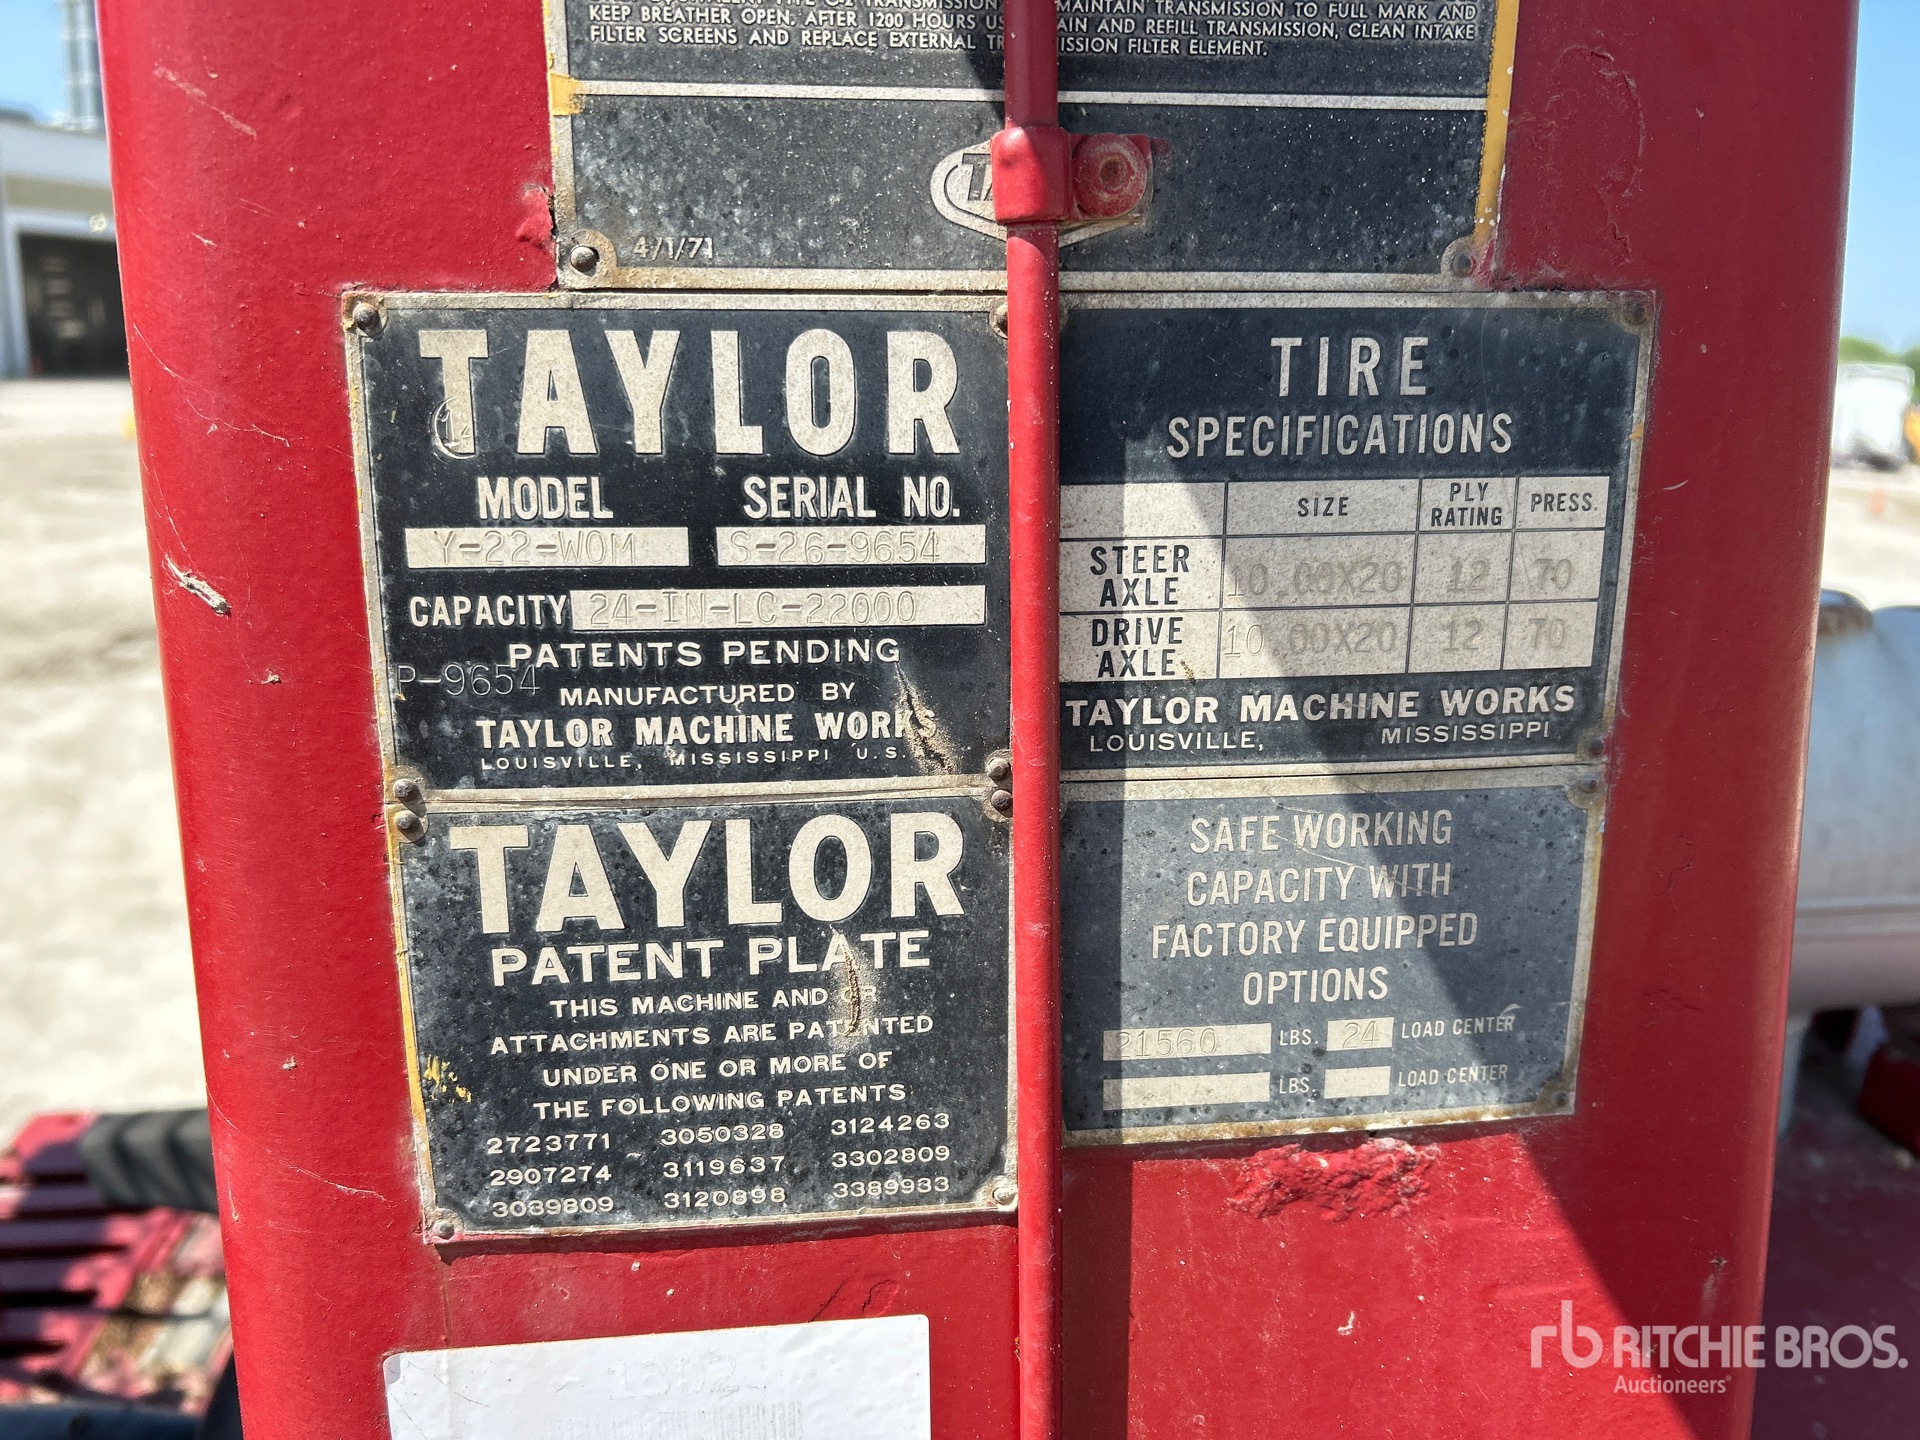 KEEP BREATHER OPEN. AFTER 1200 HOURS
MAINTAIN TRANSMISSION TO FULL MARK AND
AND REFILL TRANSMISSION, CLEAN INTAKE
FILTER SCREENS AND REPLACE EXTERNAL
FILTER ELEMENT.
4/1/71
TAYLOR
MODEL SERIAL NO.
Y-22-WOM S-26-9654
CAPACITY 24-IN-LC-22000
PATENTS PENDING
P-9654
MANUFACTURED BY
TAYLOR MACHINE WORKS
LOUISVILLE, MISSISSIPPI U.S.
TIRE
SPECIFICATIONS
SIZE PLY RATING PRESS.
STEER AXLE 10.00X20 12 70
DRIVE AXLE 10.00X20 12 70
TAYLOR MACHINE WORKS
LOUISVILLE, MISSISSIPPI
TAYLOR
PATENT PLATE
THIS MACHINE AND OR
ATTACHMENTS ARE PATENTED
UNDER ONE OR MORE OF
THE FOLLOWING PATENTS
2723771 3050328 3124263
2907274 3119637 3302809
3039809 3120898 3389933
SAFE WORKING
CAPACITY WITH
FACTORY EQUIPPED
OPTIONS
21560 LBS. 24 LOAD CENTER
LBS. LOAD CENTER
rb RITCHIE BROS.
Auctioneers